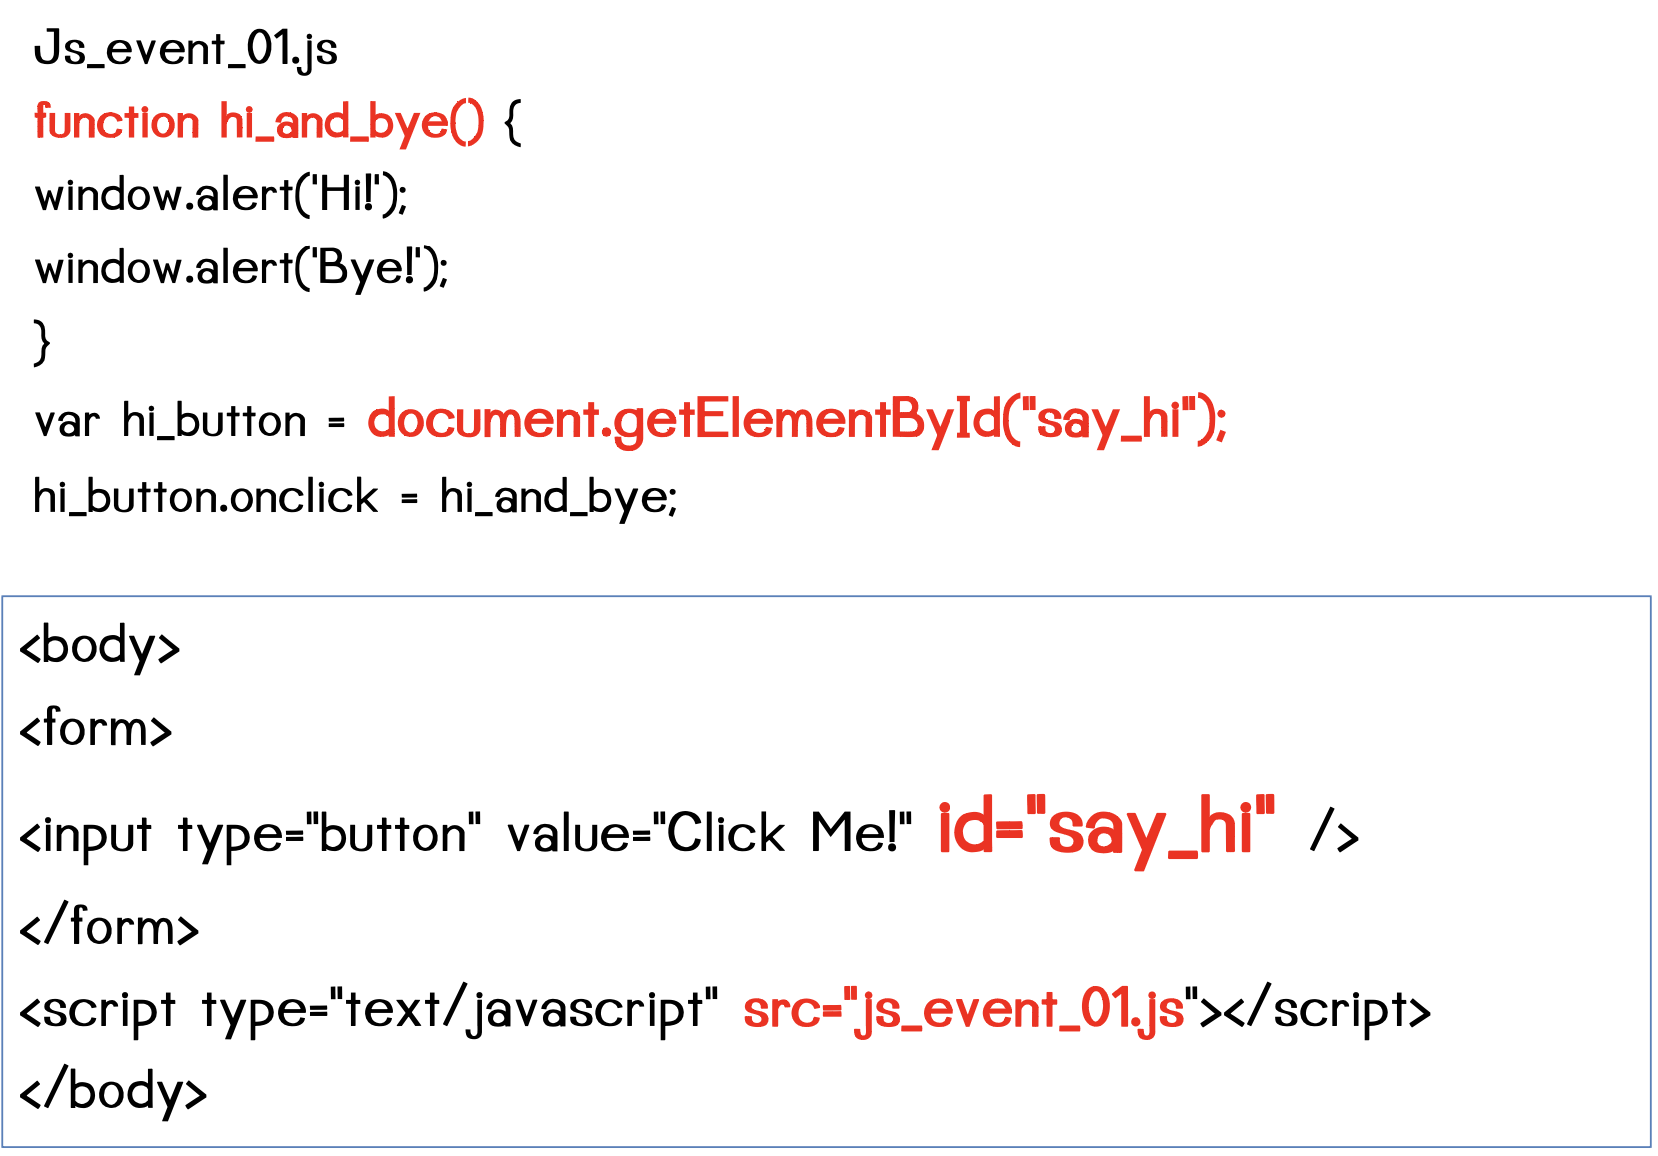 Js_event_01.js
function hi_and_bye() {
window.alert('Hi!');
window.alert('Bye!');
}
var hi_button = document.getElementById("say_hi");
hi_button.onclick = hi_and_bye;
<body>
<form>
<input type="button" value="Click Me!" id="say_hi" />
</form>
<script type="text/javascript" src="js_event_01.js"></script>
</body>